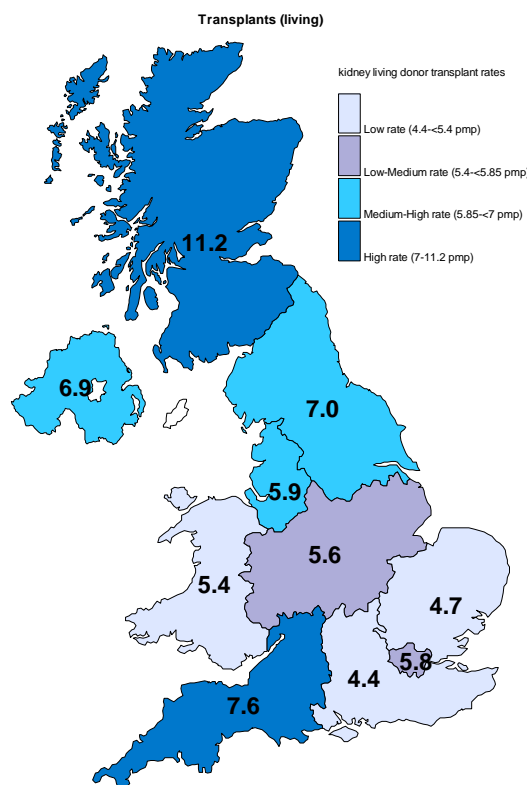 Transplants (living)
kidney living donor transplant rates
Low rate (4.4-<5.4 pmp)
Low-Medium rate (5.4-<5.85 pmp)
Medium-High rate (5.85-<7 pmp)
High rate (7-11.2 pmp)
11.2
6.9
7.0
5.9
5.6
5.4
4.7
5.8
4.4
7.6